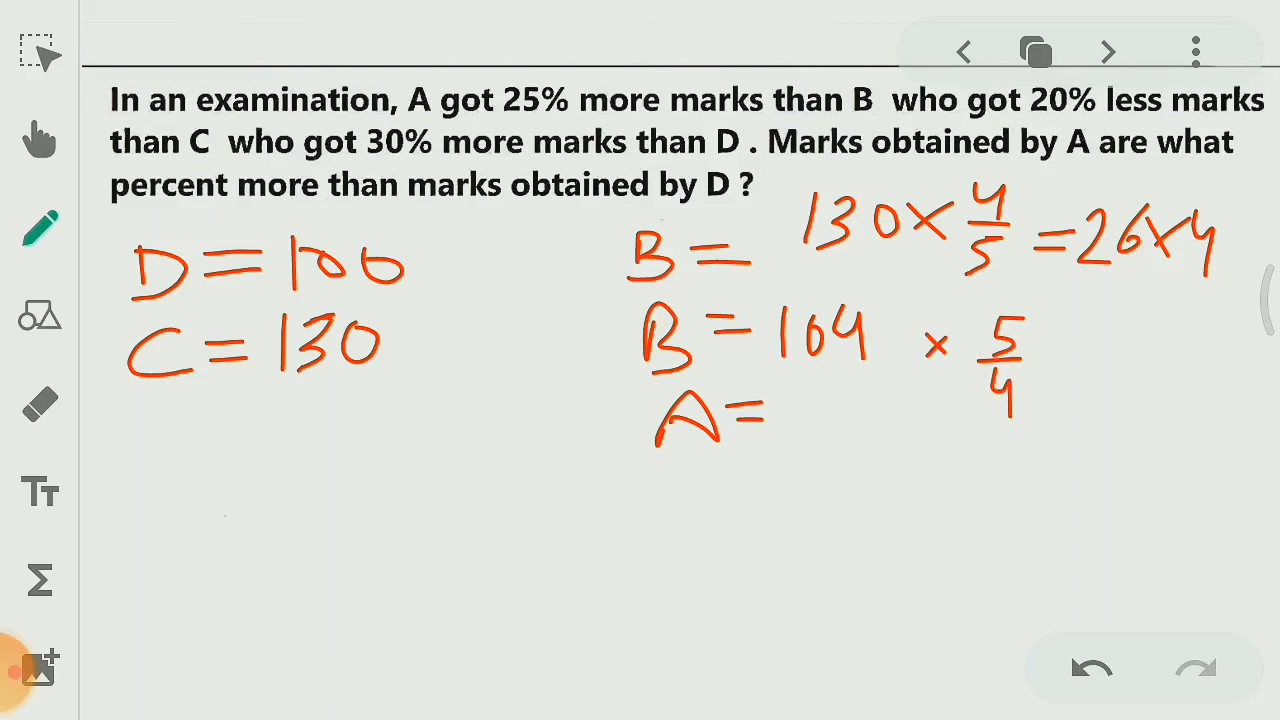 In an examination, A got 25% more marks than B who got 20% less marks
than C who got 30% more marks than D . Marks obtained by A are what
percent more than marks obtained by D ?
D = 100
C = 130
B = 130 × 4/5 = 26 × 4
B = 104 × 5/4
A =
Tт
Σ